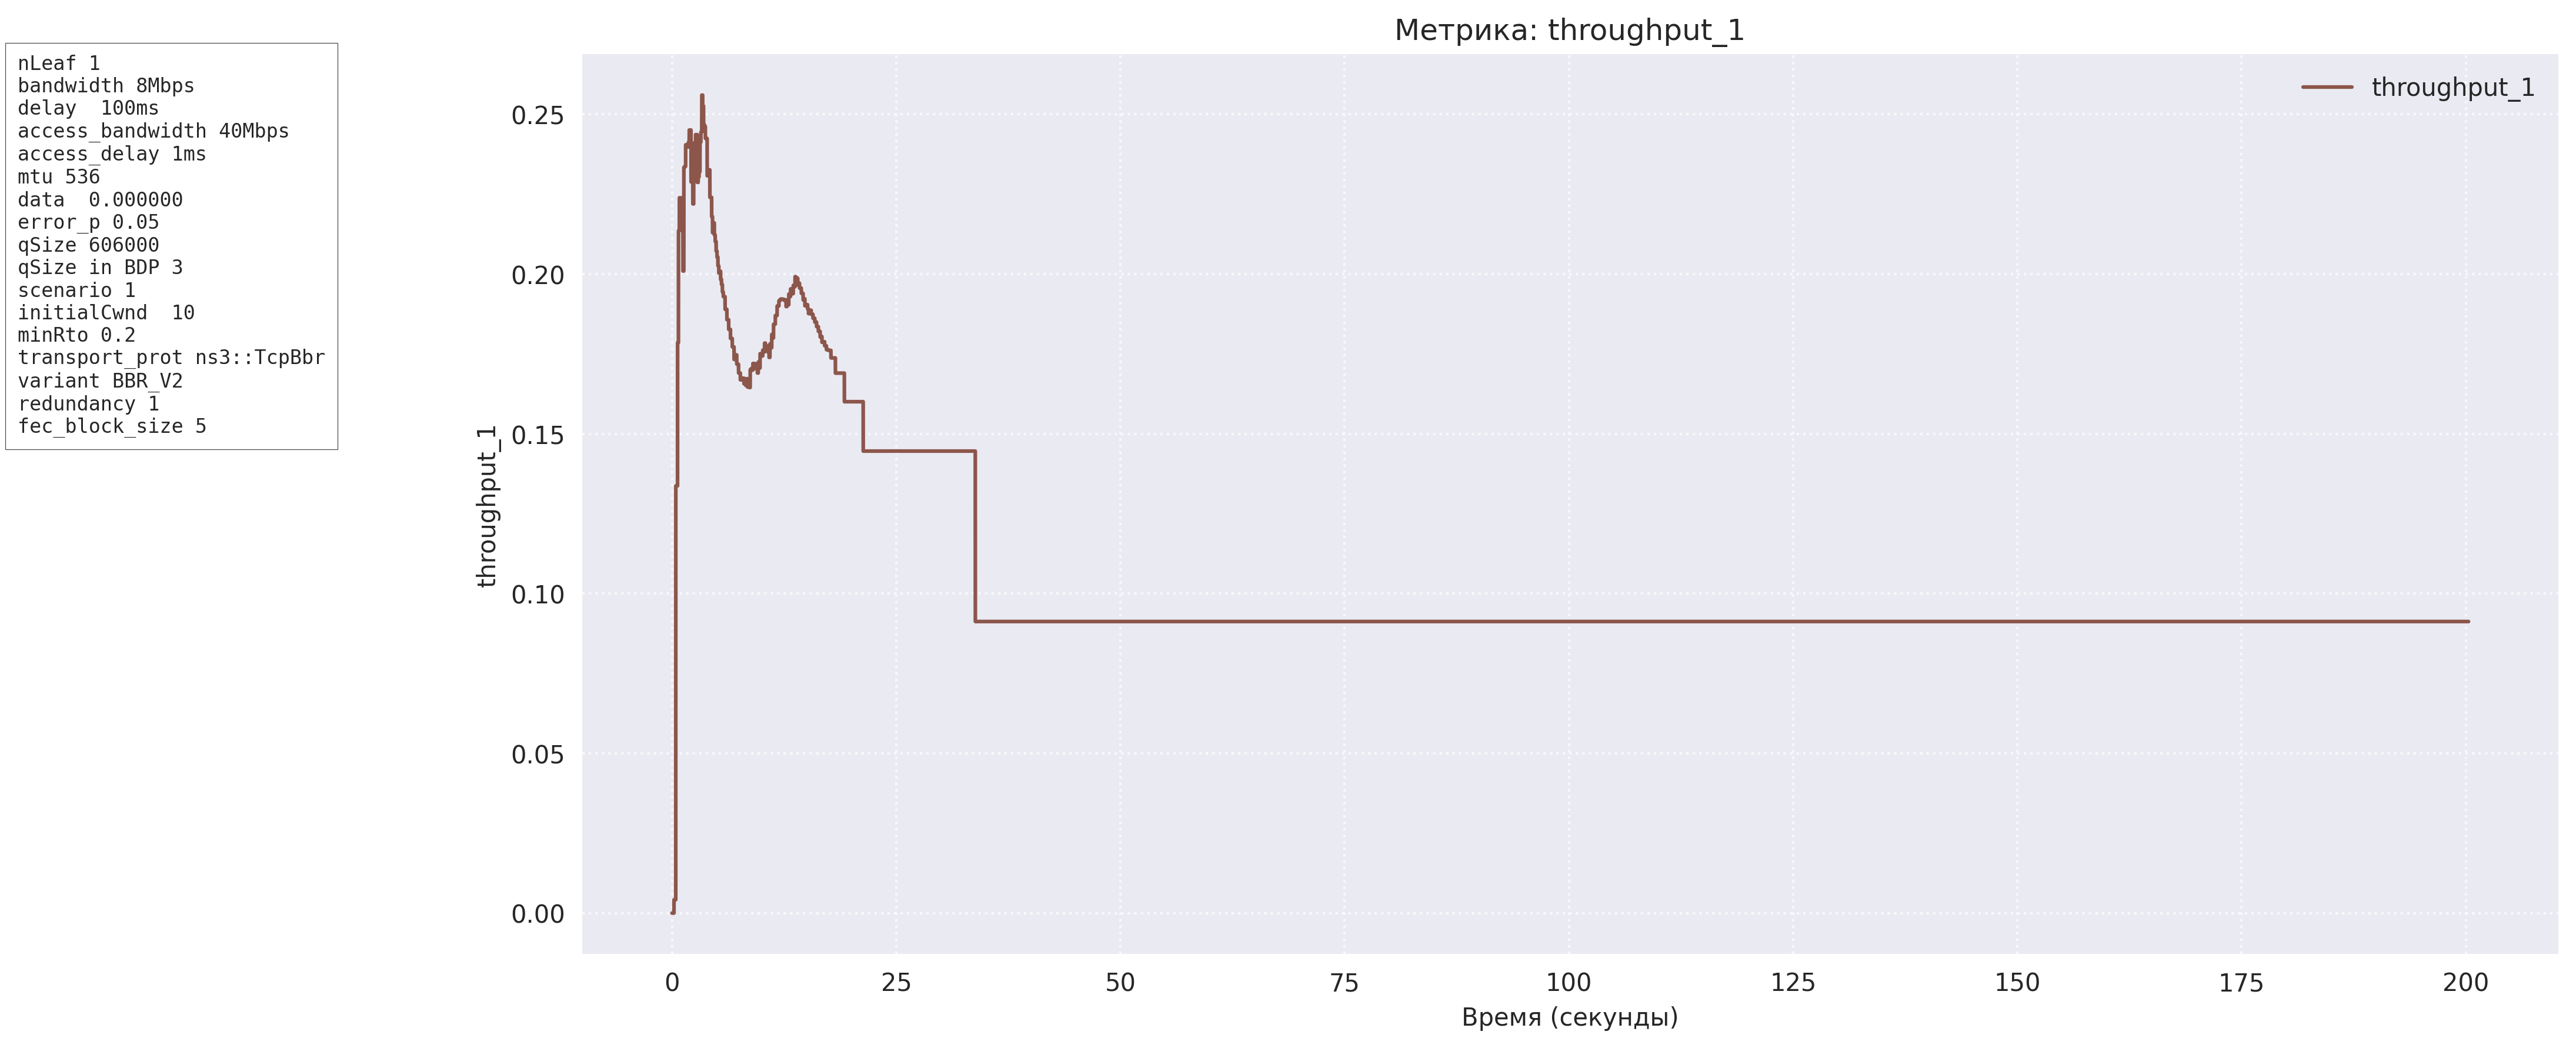 Метрика: throughput_1
nLeaf 1
bandwidth 8Mbps
delay  100ms
access_bandwidth 40Mbps
access_delay 1ms
mtu 536
data  0.000000
error_p 0.05
qSize 606000
qSize in BDP 3
scenario 1
initialCwnd  10
minRto 0.2
transport_prot ns3::TcpBbr
variant BBR_V2
redundancy 1
fec_block_size 5
throughput_1
throughput_1
0.25
0.20
0.15
0.10
0.05
0.00
0 25 50 75 100 125 150 175 200
Время (секунды)